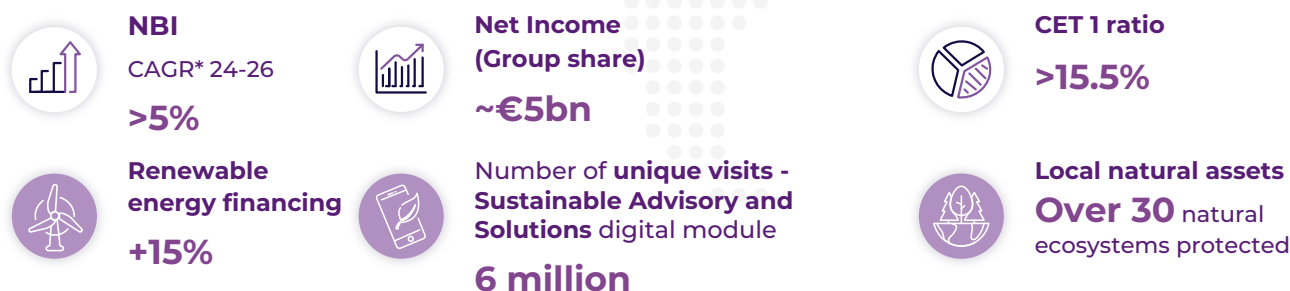 NBI
CAGR* 24-26
>5%
Net Income
(Group share)
~€5bn
CET 1 ratio
>15.5%
Renewable
energy financing
+15%
Number of unique visits -
Sustainable Advisory and
Solutions digital module
6 million
Local natural assets
Over 30 natural
ecosystems protected